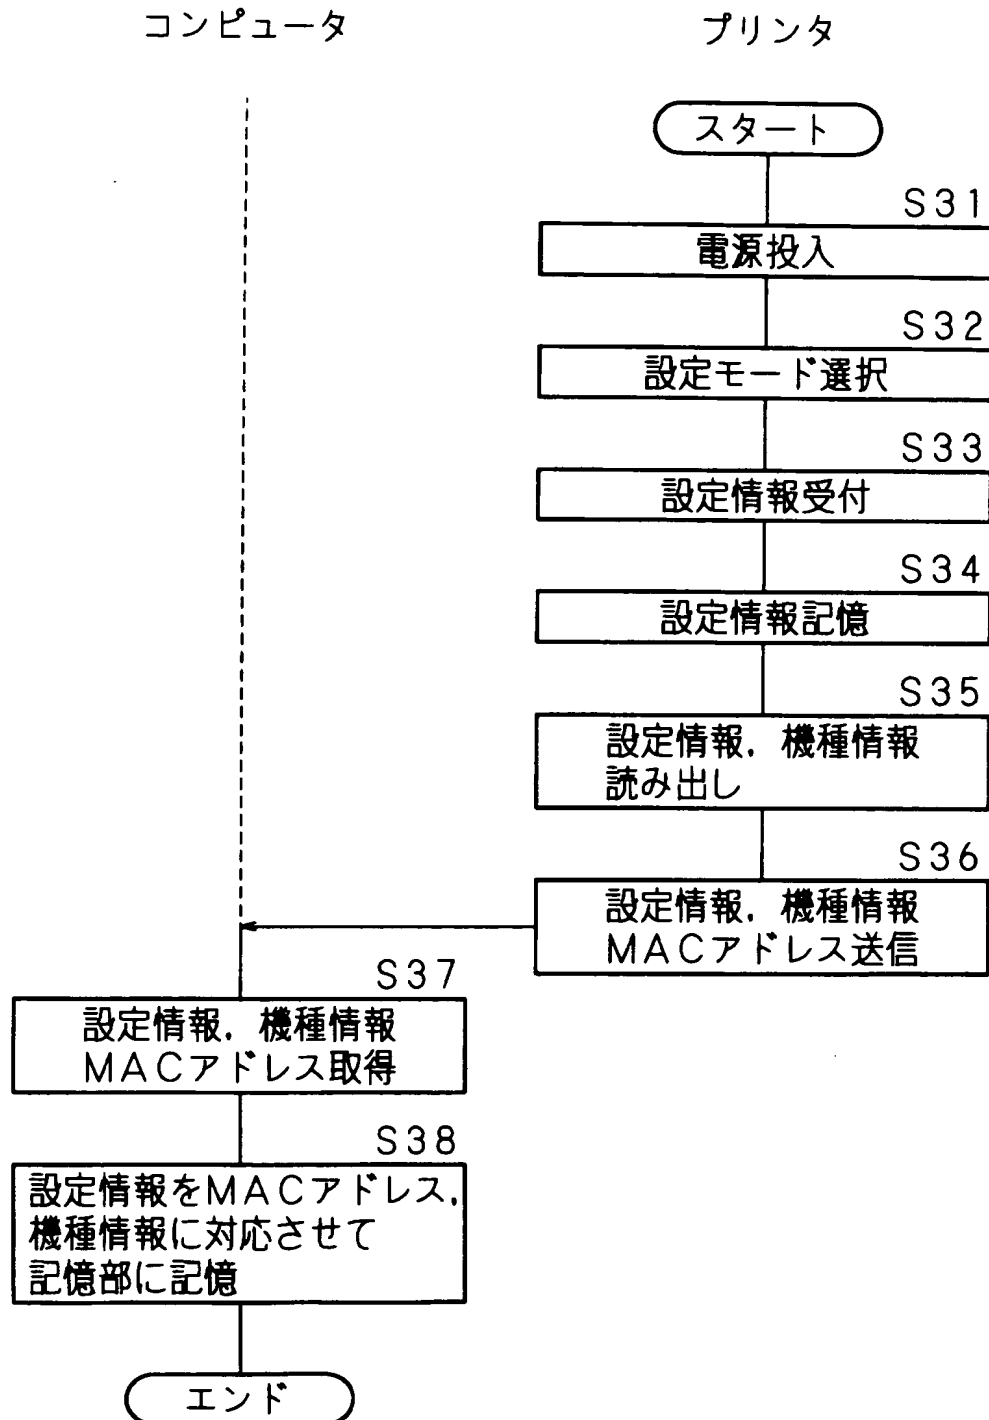 コンピュータ
プリンタ
スタート
S31
電源投入
S32
設定モード選択
S33
設定情報受付
S34
設定情報記憶
S35
設定情報，機種情報
読み出し
S36
設定情報，機種情報
MACアドレス送信
S37
設定情報，機種情報
MACアドレス取得
S38
設定情報をMACアドレス，
機種情報に対応させて
記憶部に記憶
エンド